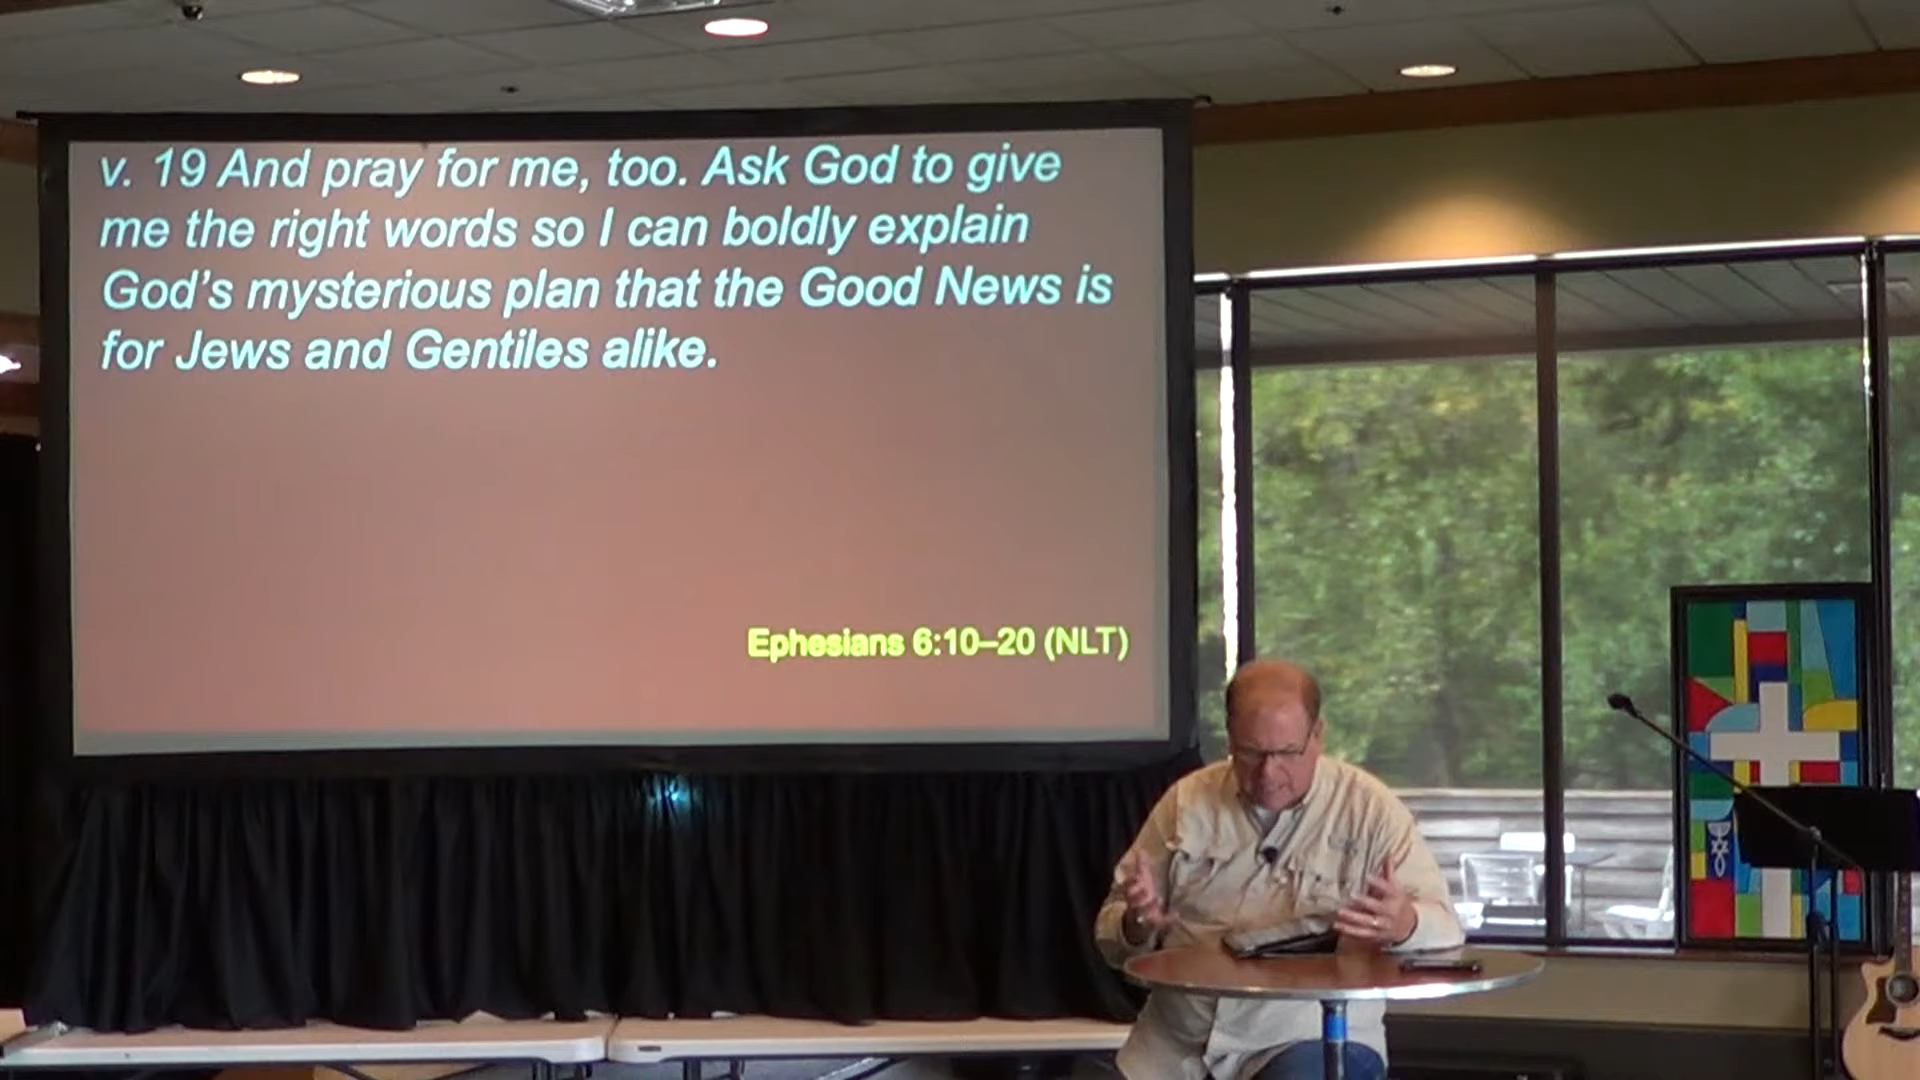 v. 19 And pray for me, too. Ask God to give
me the right words so I can boldly explain
God's mysterious plan that the Good News is
for Jews and Gentiles alike.
Ephesians 6:10–20 (NLT)